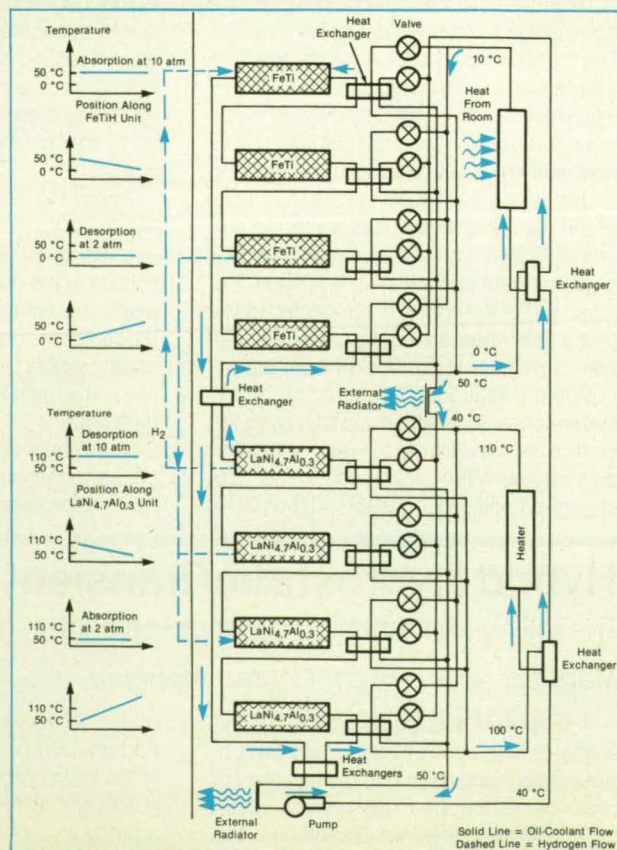 Temperature
50 °C
0 °C
Absorption at 10 atm
Position Along
FeTiH Unit
50 °C
0 °C
50 °C
0 °C
Desorption
at 2 atm
50 °C
0 °C
Temperature
110 °C
50 °C
Desorption
at 10 atm
Position Along
LaNi4.7Al0.3 Unit
110 °C
50 °C
110 °C
50 °C
Absorption
at 2 atm
110 °C
50 °C
H2
Heat
Exchanger
Valve
FeTi
FeTi
FeTi
FeTi
10 °C
Heat
From
Room
Heat
Exchanger
0 °C
Heat
Exchanger
External
Radiator
50 °C
40 °C
LaNi4.7Al0.3
LaNi4.7Al0.3
LaNi4.7Al0.3
LaNi4.7Al0.3
110 °C
Heater
Heat
Exchanger
100 °C
Heat
Exchangers
50 °C
40 °C
External
Radiator
Pump
Solid Line = Oil-Coolant Flow
Dashed Line = Hydrogen Flow